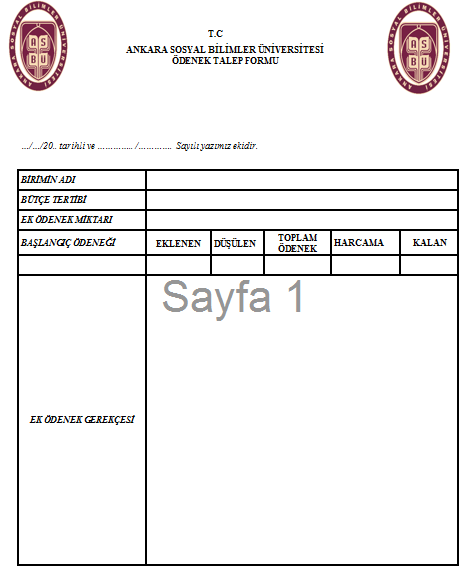 T.C
ANKARA SOSYAL BİLİMLER ÜNİVERSİTESİ
ÖDENEK TALEP FORMU
ANKARA SOSYAL BİLİMLER ÜNİVERSİTESİ
ASBÜ
ANKARA SOSYAL BİLİMLER ÜNİVERSİTESİ
ASBÜ
.../.../20.. tarihli ve .............. /............. Sayılı yazımız ekidir.
BİRİMİN ADI
BÜTÇE TERTİBİ
EK ÖDENEK MİKTARI
BAŞLANGIÇ ÖDENEĞİ EKLENEN DÜŞÜLEN TOPLAM ÖDENEK HARCAMA KALAN
Sayfa 1
EK ÖDENEK GEREKÇESİ